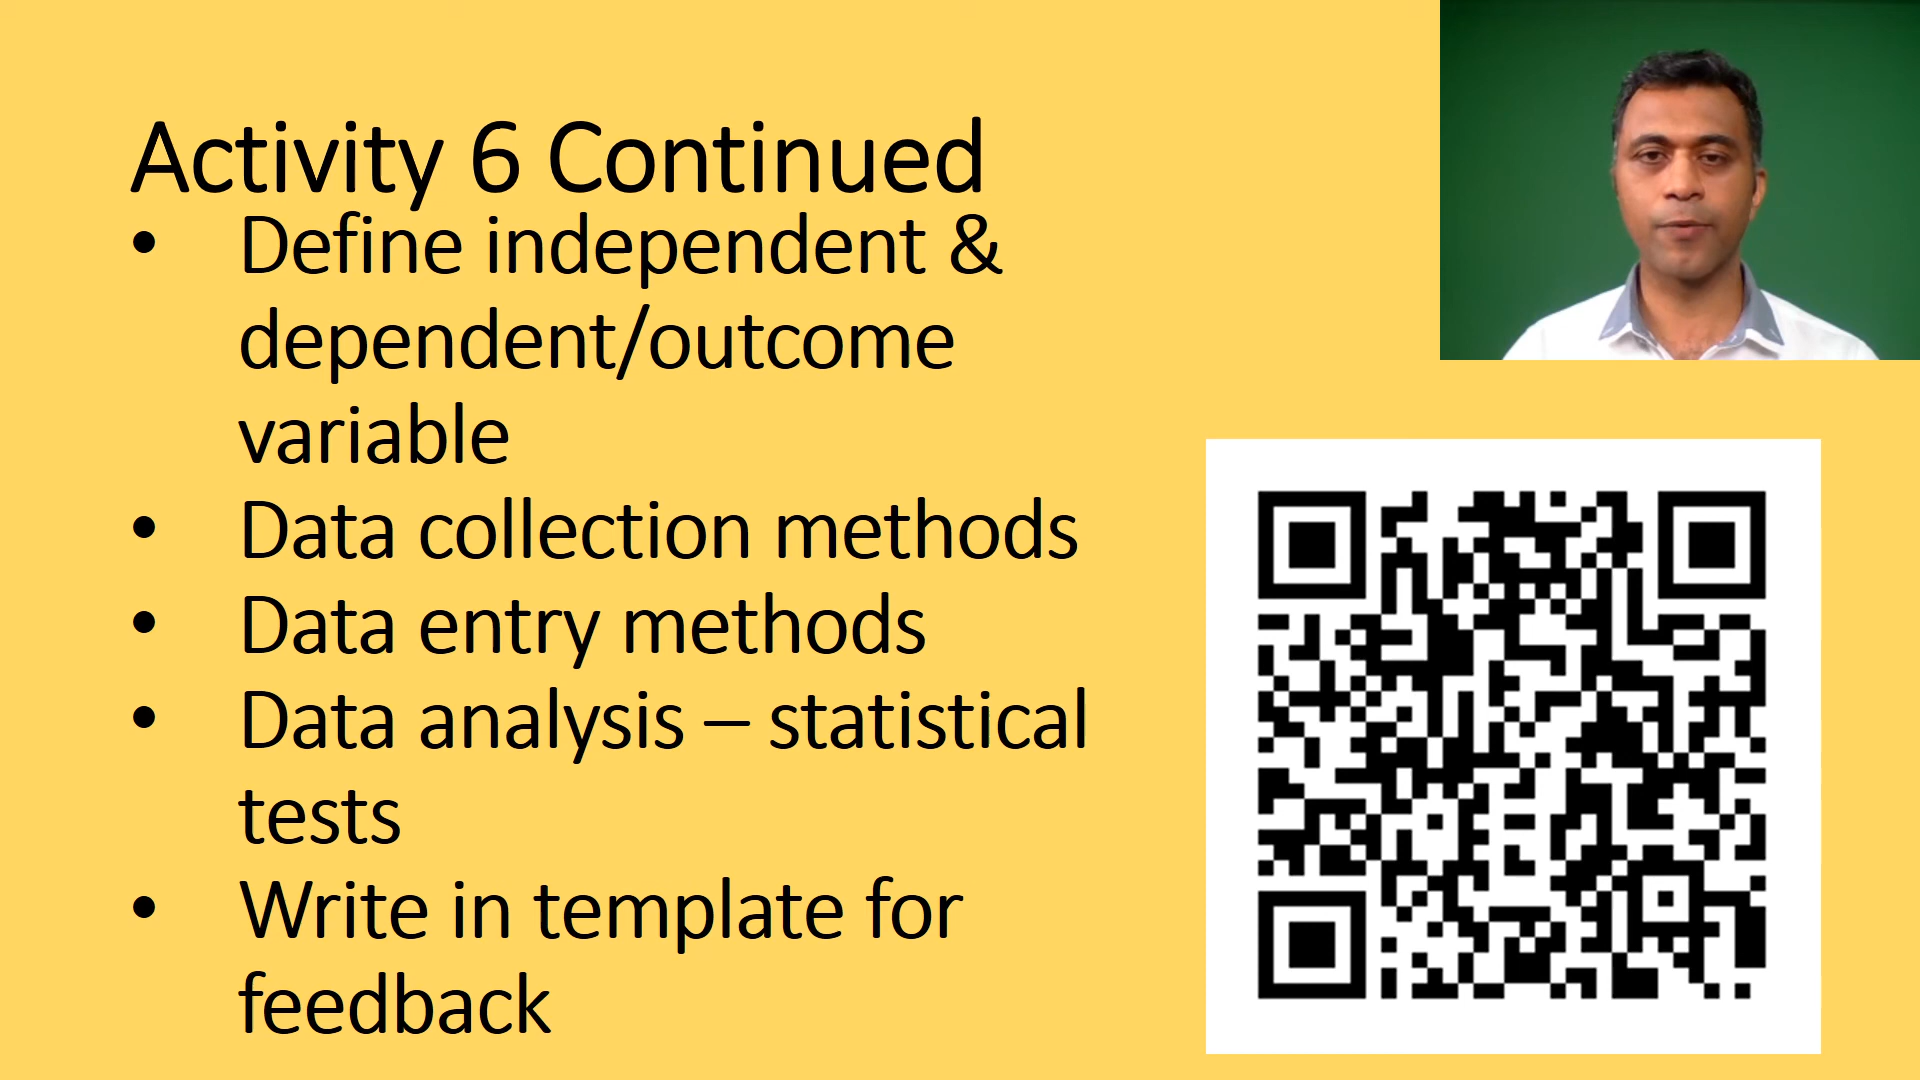 Activity 6 Continued
• Define independent &
dependent/outcome
variable
• Data collection methods
• Data entry methods
• Data analysis – statistical
tests
• Write in template for
feedback